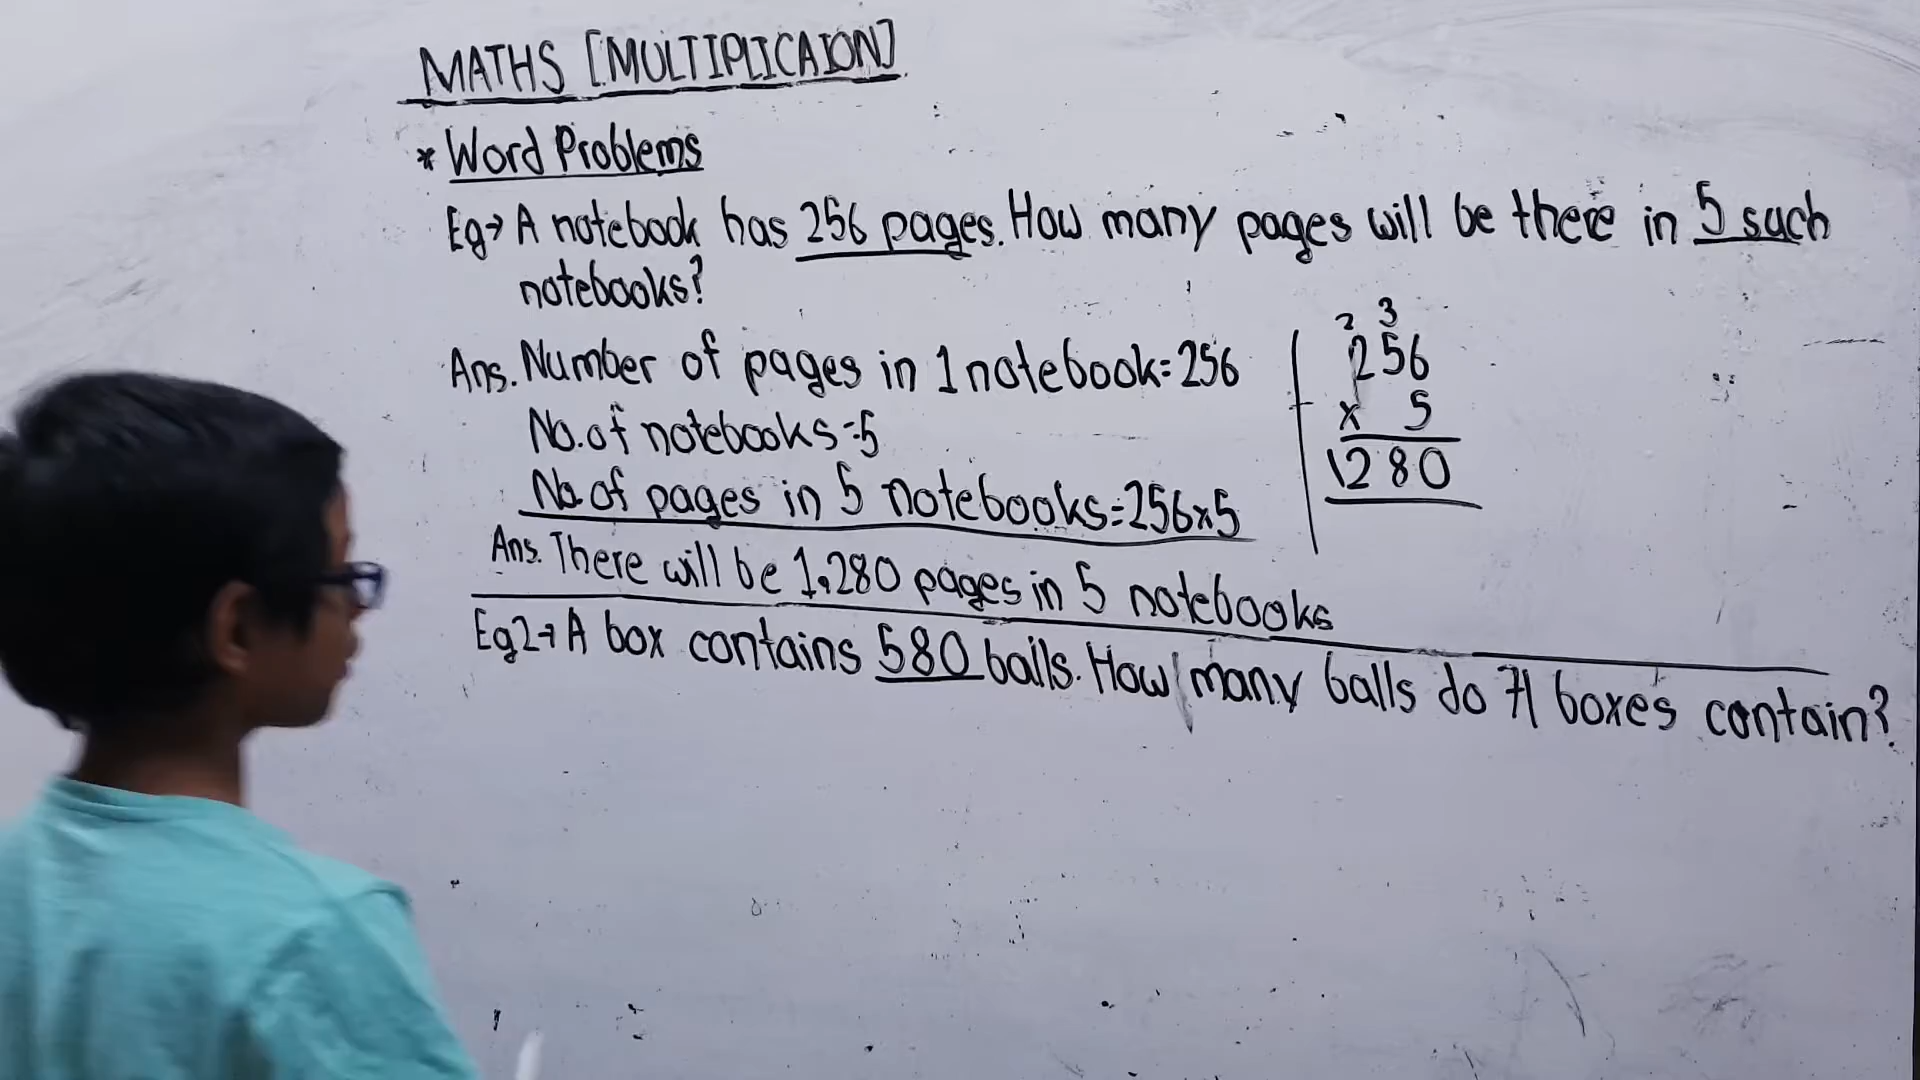 MATHS [MULTIPLICAION]
* Word Problems
Eg→ A notebook has 256 pages. How many pages will be there in 5 such
notebooks?
Ans. Number of pages in 1 notebook=256
No. of notebooks=5
No. of pages in 5 notebooks=256x5
2 3
256
x 5
1280
Ans. There will be 1,280 pages in 5 notebooks
Eg2→ A box contains 580 balls. How many balls do 71 boxes contain?